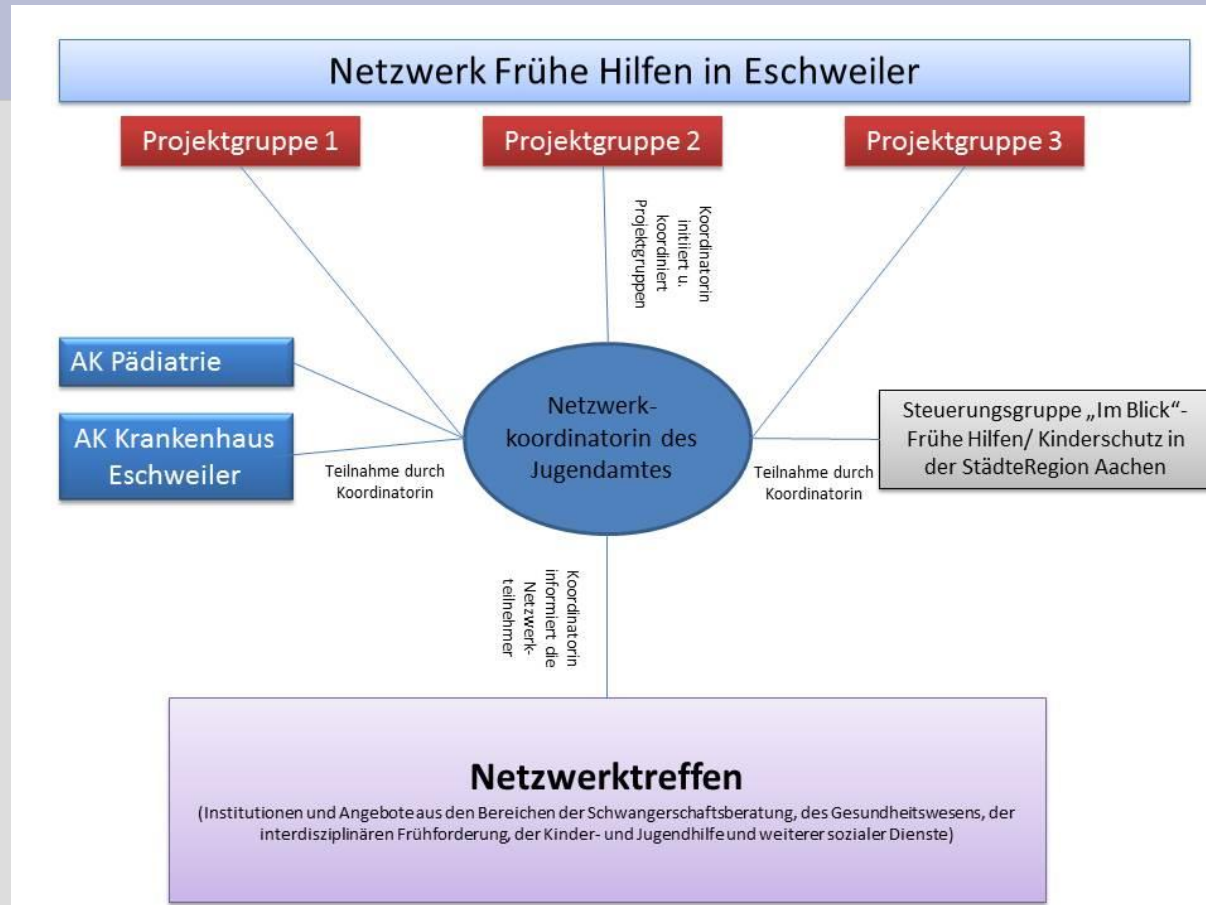 Netzwerk Frühe Hilfen in Eschweiler
Projektgruppe 1
Projektgruppe 2
Projektgruppe 3
Koordinatorin
initiiert u.
koordiniert
Projektgruppen
AK Pädiatrie
AK Krankenhaus
Eschweiler
Teilnahme durch
Koordinatorin
Netzwerk-
koordinatorin des
Jugendamtes
Teilnahme durch
Koordinatorin
Steuerungsgruppe „Im Blick“-
Frühe Hilfen/ Kinderschutz in
der StädteRegion Aachen
Koordinatorin
informiert die
Netzwerk-
teilnehmer
Netzwerktreffen
(Institutionen und Angebote aus den Bereichen der Schwangerschaftsberatung, des Gesundheitswesens, der
interdisziplinären Frühforderung, der Kinder- und Jugendhilfe und weiterer sozialer Dienste)